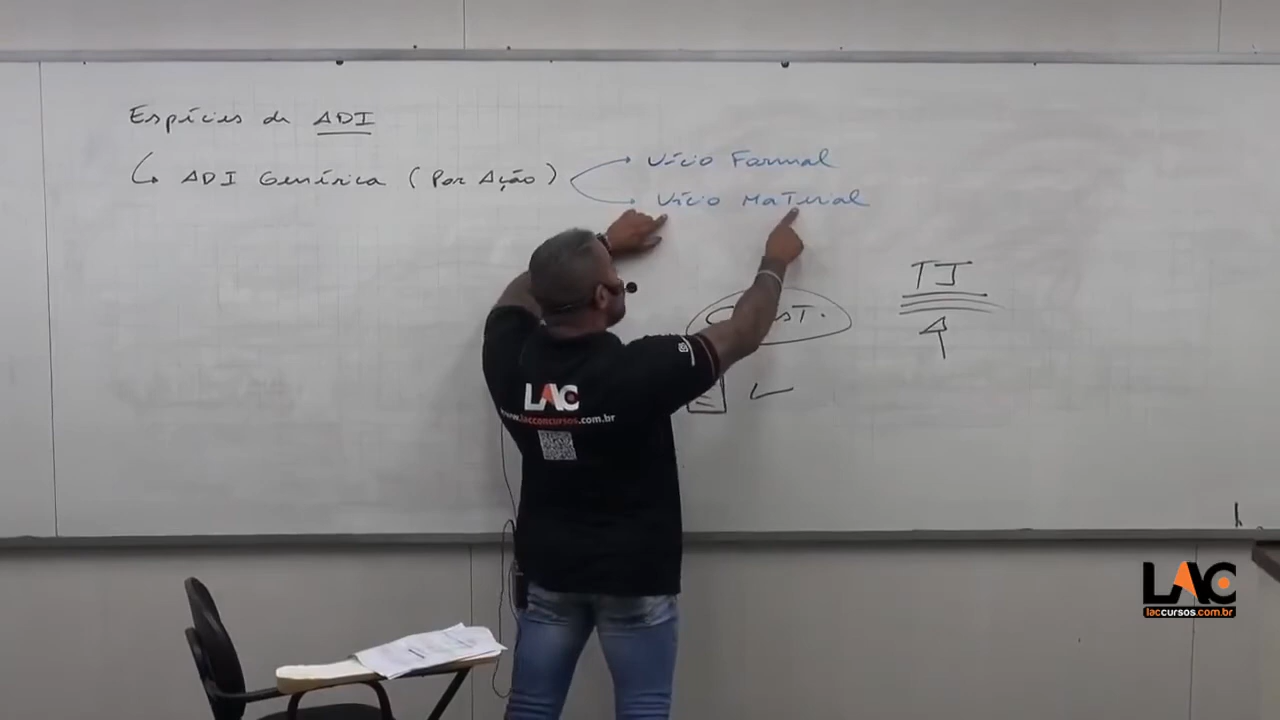 Espécies de ADI
ADI Genérica (Por Ação)
Vício Formal
Vício Material
TJ
LAC
www.lacconcursos.com.br
LAC
laccursos.com.br